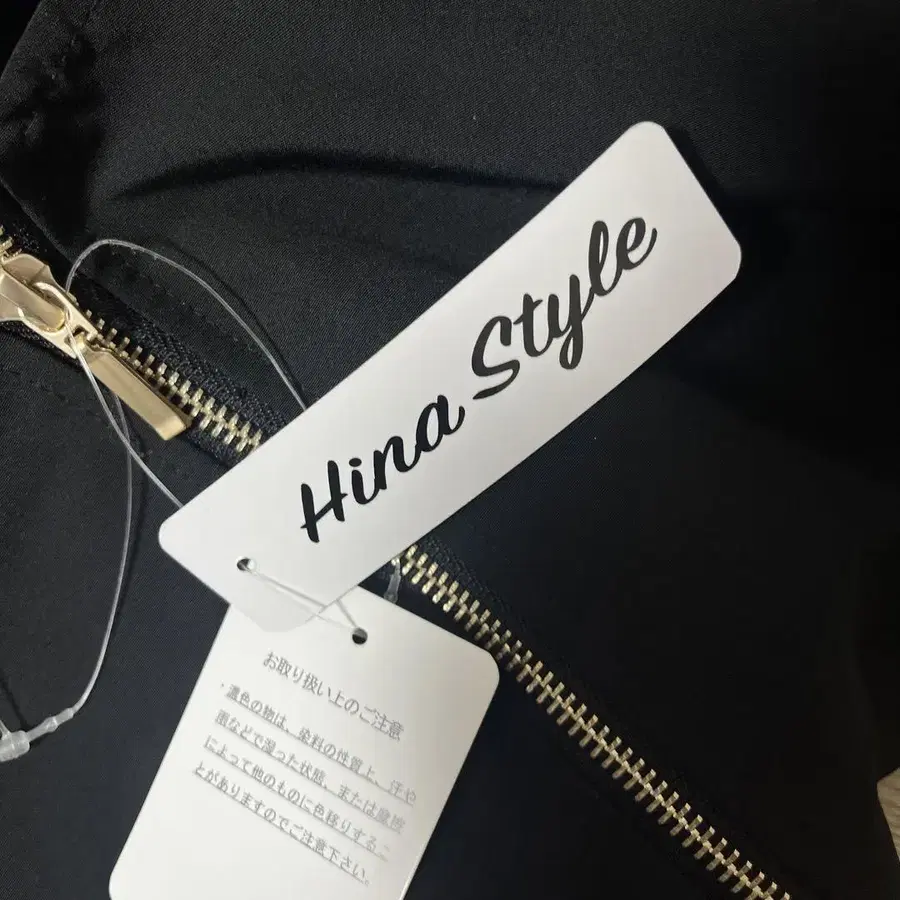 Hina Style
お取り扱い上のご注意
・濃色の物は、染料の性質上、汗や
雨などで湿った状態、または摩擦
によって他のものに色移りするこ
とがありますのでご注意下さい。